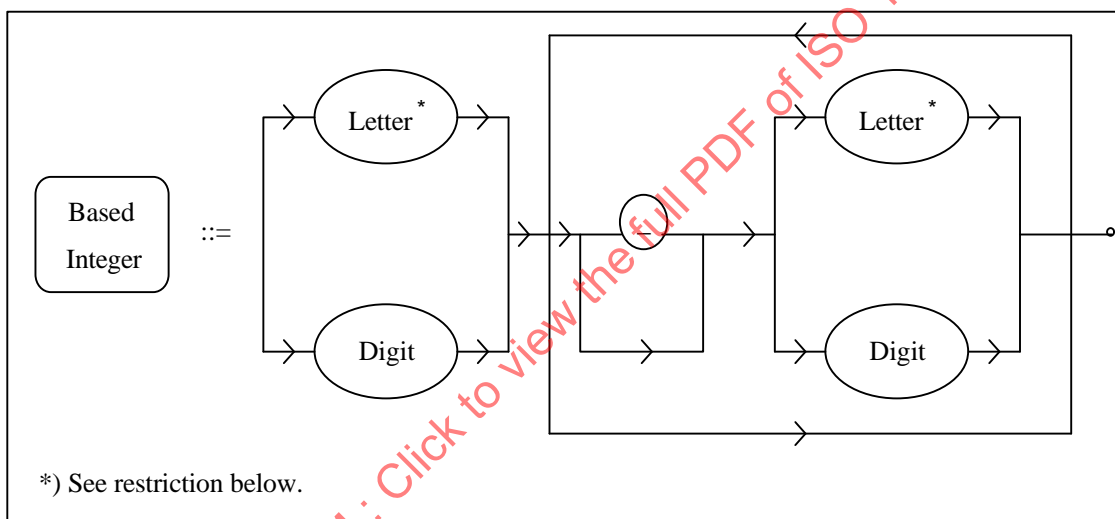 Based
Integer
::=
Letter *
Digit
_
Letter *
Digit
*) See restriction below.
: Click to view the full PDF of ISO